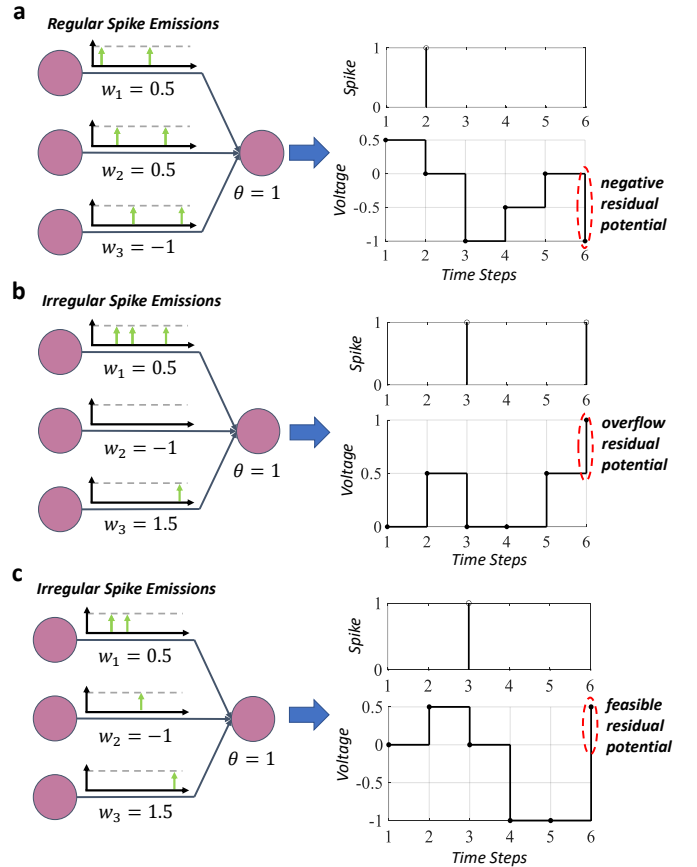 a
Regular Spike Emissions
w₁ = 0.5
w₂ = 0.5
w₃ = −1
θ = 1
Spike
1
0
1 2 3 4 5 6
Voltage
0.5
0
-0.5
-1
1 2 3 4 5 6
Time Steps
negative
residual
potential
b
Irregular Spike Emissions
w₁ = 0.5
w₂ = −1
w₃ = 1.5
θ = 1
Spike
1
0
1 2 3 4 5 6
Voltage
1
0.5
0
1 2 3 4 5 6
Time Steps
overflow
residual
potential
c
Irregular Spike Emissions
w₁ = 0.5
w₂ = −1
w₃ = 1.5
θ = 1
Spike
1
0
1 2 3 4 5 6
Voltage
0.5
0
-0.5
-1
1 2 3 4 5 6
Time Steps
feasible
residual
potential